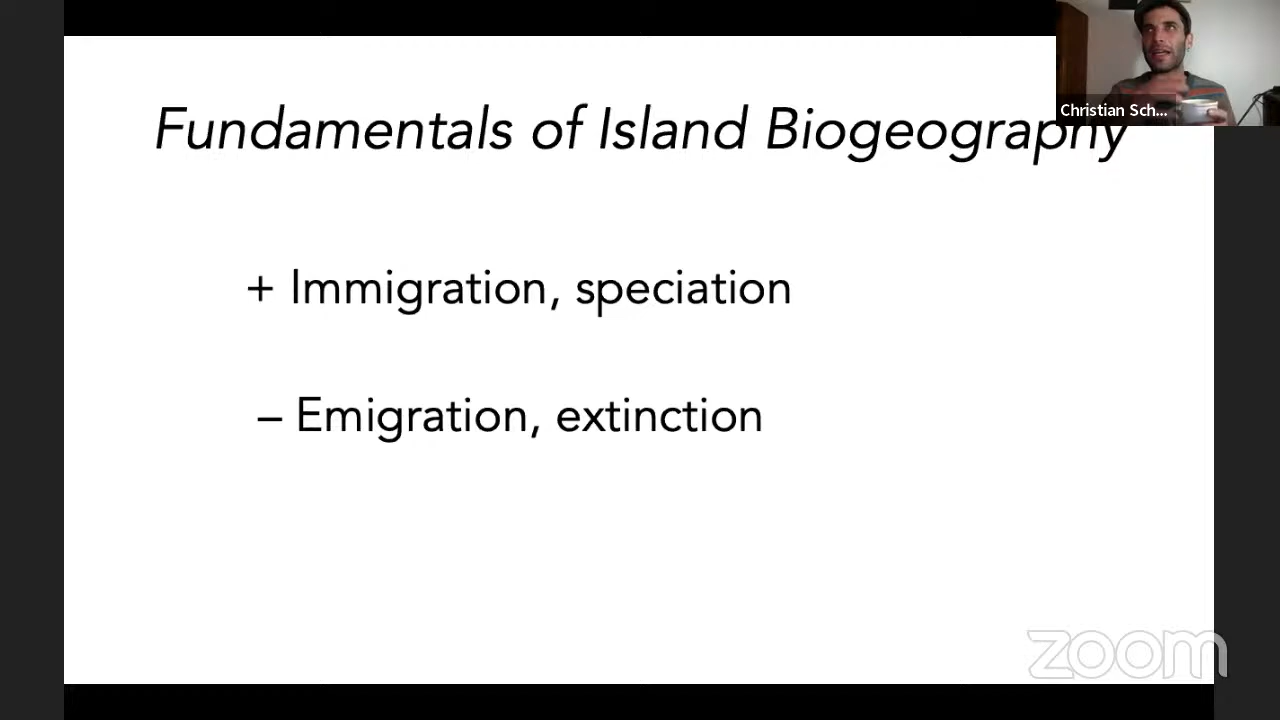 Fundamentals of Island Biogeography
Christian Sch...
+ Immigration, speciation
– Emigration, extinction
zoom